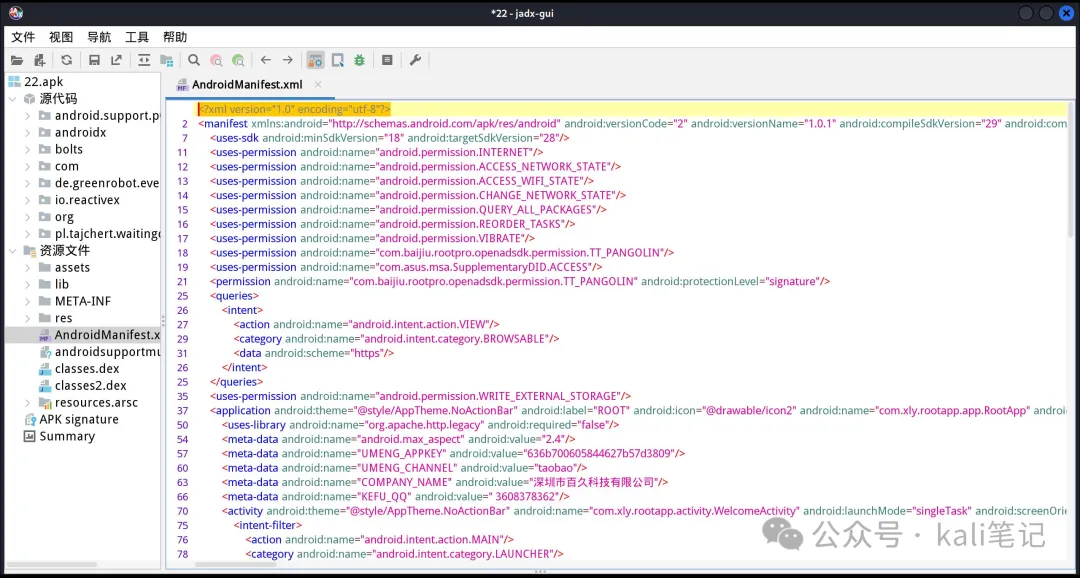 *22 - jadx-gui
文件 视图 导航 工具 帮助
22.apk
源代码
android.support.p
androidx
bolts
com
de.greenrobot.eve
io.reactivex
org
pl.tajchert.waiting
资源文件
assets
lib
META-INF
res
AndroidManifest.x
androidsupportmu
classes.dex
classes2.dex
resources.arsc
APK signature
Summary
AndroidManifest.xml
<?xml version="1.0" encoding="utf-8"?>
2 <manifest xmlns:android="http://schemas.android.com/apk/res/android" android:versionCode="2" android:versionName="1.0.1" android:compileSdkVersion="29" android:com
7 <uses-sdk android:minSdkVersion="18" android:targetSdkVersion="28"/>
11 <uses-permission android:name="android.permission.INTERNET"/>
12 <uses-permission android:name="android.permission.ACCESS_NETWORK_STATE"/>
13 <uses-permission android:name="android.permission.ACCESS_WIFI_STATE"/>
14 <uses-permission android:name="android.permission.CHANGE_NETWORK_STATE"/>
15 <uses-permission android:name="android.permission.QUERY_ALL_PACKAGES"/>
16 <uses-permission android:name="android.permission.REORDER_TASKS"/>
17 <uses-permission android:name="android.permission.VIBRATE"/>
18 <uses-permission android:name="com.baijiu.rootpro.openadsdk.permission.TT_PANGOLIN"/>
19 <uses-permission android:name="com.asus.msa.SupplementaryDID.ACCESS"/>
21 <permission android:name="com.baijiu.rootpro.openadsdk.permission.TT_PANGOLIN" android:protectionLevel="signature"/>
25 <queries>
26 <intent>
27 <action android:name="android.intent.action.VIEW"/>
29 <category android:name="android.intent.category.BROWSABLE"/>
31 <data android:scheme="https"/>
26 </intent>
25 </queries>
35 <uses-permission android:name="android.permission.WRITE_EXTERNAL_STORAGE"/>
37 <application android:theme="@style/AppTheme.NoActionBar" android:label="ROOT" android:icon="@drawable/icon2" android:name="com.xly.rootapp.app.RootApp" androi
50 <uses-library android:name="org.apache.http.legacy" android:required="false"/>
54 <meta-data android:name="android.max_aspect" android:value="2.4"/>
57 <meta-data android:name="UMENG_APPKEY" android:value="636b700605844627b57d3809"/>
60 <meta-data android:name="UMENG_CHANNEL" android:value="taobao"/>
63 <meta-data android:name="COMPANY_NAME" android:value="深圳市百久科技有限公司"/>
66 <meta-data android:name="KEFU_QQ" android:value=" 3608378362"/>
70 <activity android:theme="@style/AppTheme.NoActionBar" android:name="com.xly.rootapp.activity.WelcomeActivity" android:launchMode="singleTask" android:screenOrie
75 <intent-filter>
76 <action android:name="android.intent.action.MAIN"/>
78 <category android:name="android.intent.category.LAUNCHER"/>
公众号 · kali笔记